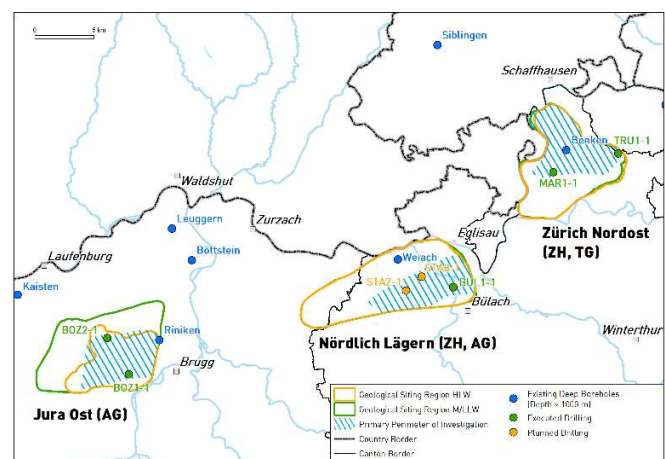 0
5 km
Siblingen
Schaffhausen
Benken
TRU1-1
MAR1-1
Zürich Nordost
(ZH, TG)
Waldshut
Leuggern
Zurzach
Böttstein
Laufenburg
Kaisten
Eglisau
Weiach
STA3-1
STA2-1
BUL1-1
Bülach
Nördlich Lägern (ZH, AG)
Winterthur
BOZ2-1
Riniken
BOZ1-1
Brugg
Jura Ost (AG)
Geological Siting Region HLW
Geological Siting Region M/LLW
Primary Perimeter of Investigation
Country Border
Canton Border
Existing Deep Boreholes
(Depth > 1000 m)
Executed Drilling
Planned Drilling